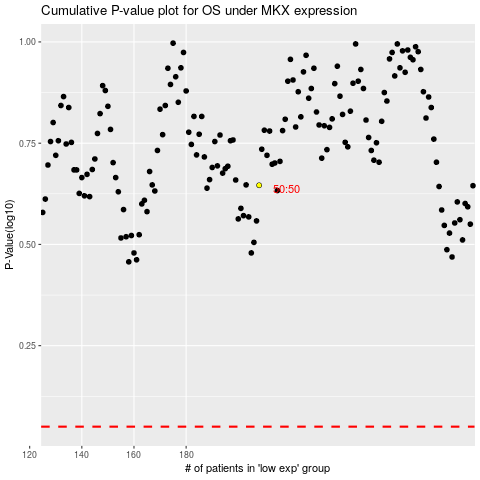 Cumulative P-value plot for OS under MKX expression
1.00
0.75
50:50
0.50
0.25
P-Value(log10)
120 140 160 180
# of patients in 'low exp' group